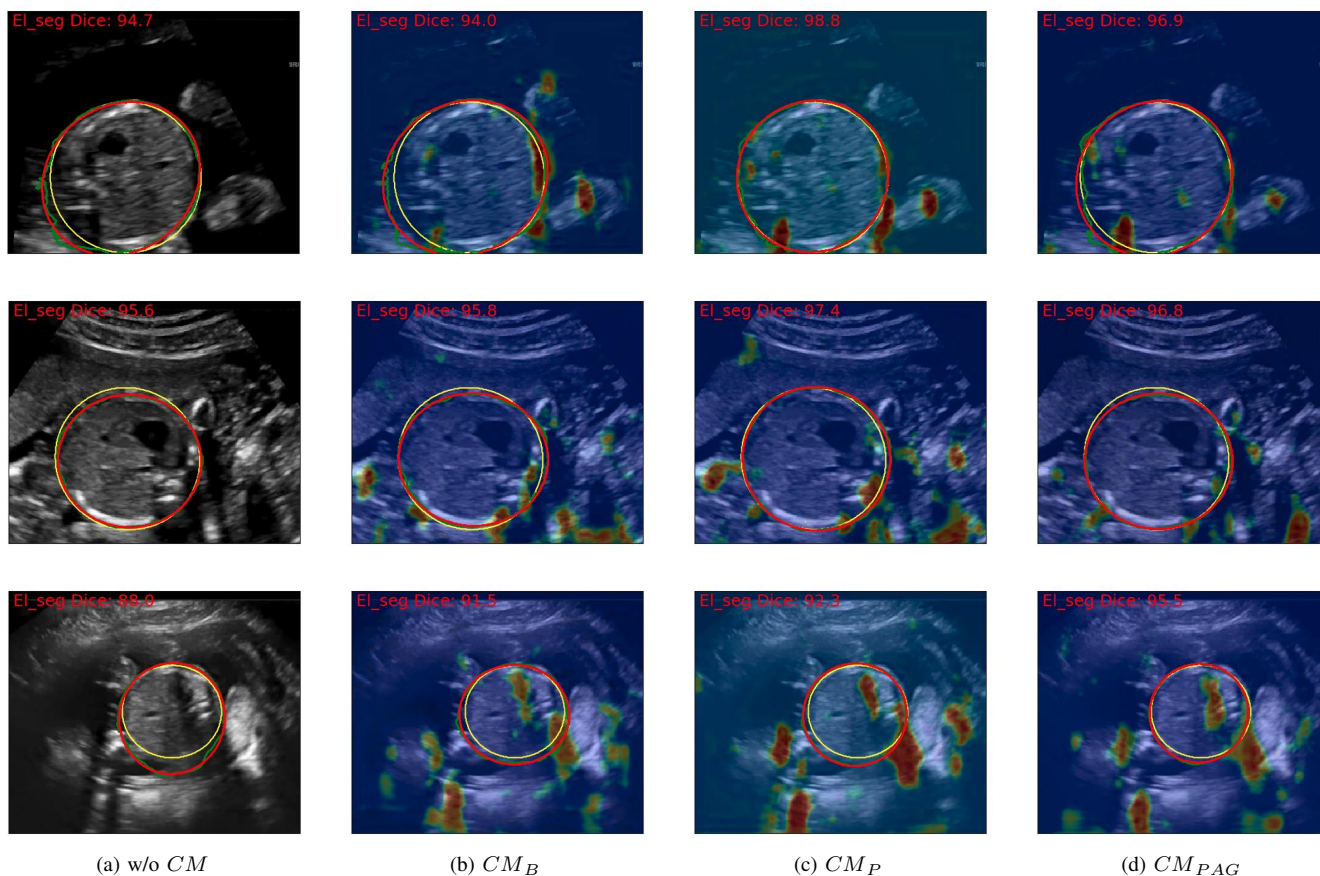 El_seg Dice: 94.7
El_seg Dice: 94.0
El_seg Dice: 98.8
El_seg Dice: 96.9
El_seg Dice: 95.6
El_seg Dice: 95.8
El_seg Dice: 97.4
El_seg Dice: 96.8
El_seg Dice: 88.0
El_seg Dice: 91.5
El_seg Dice: 92.3
El_seg Dice: 95.5
(a) w/o CM
(b) CM_B
(c) CM_P
(d) CM_PAG